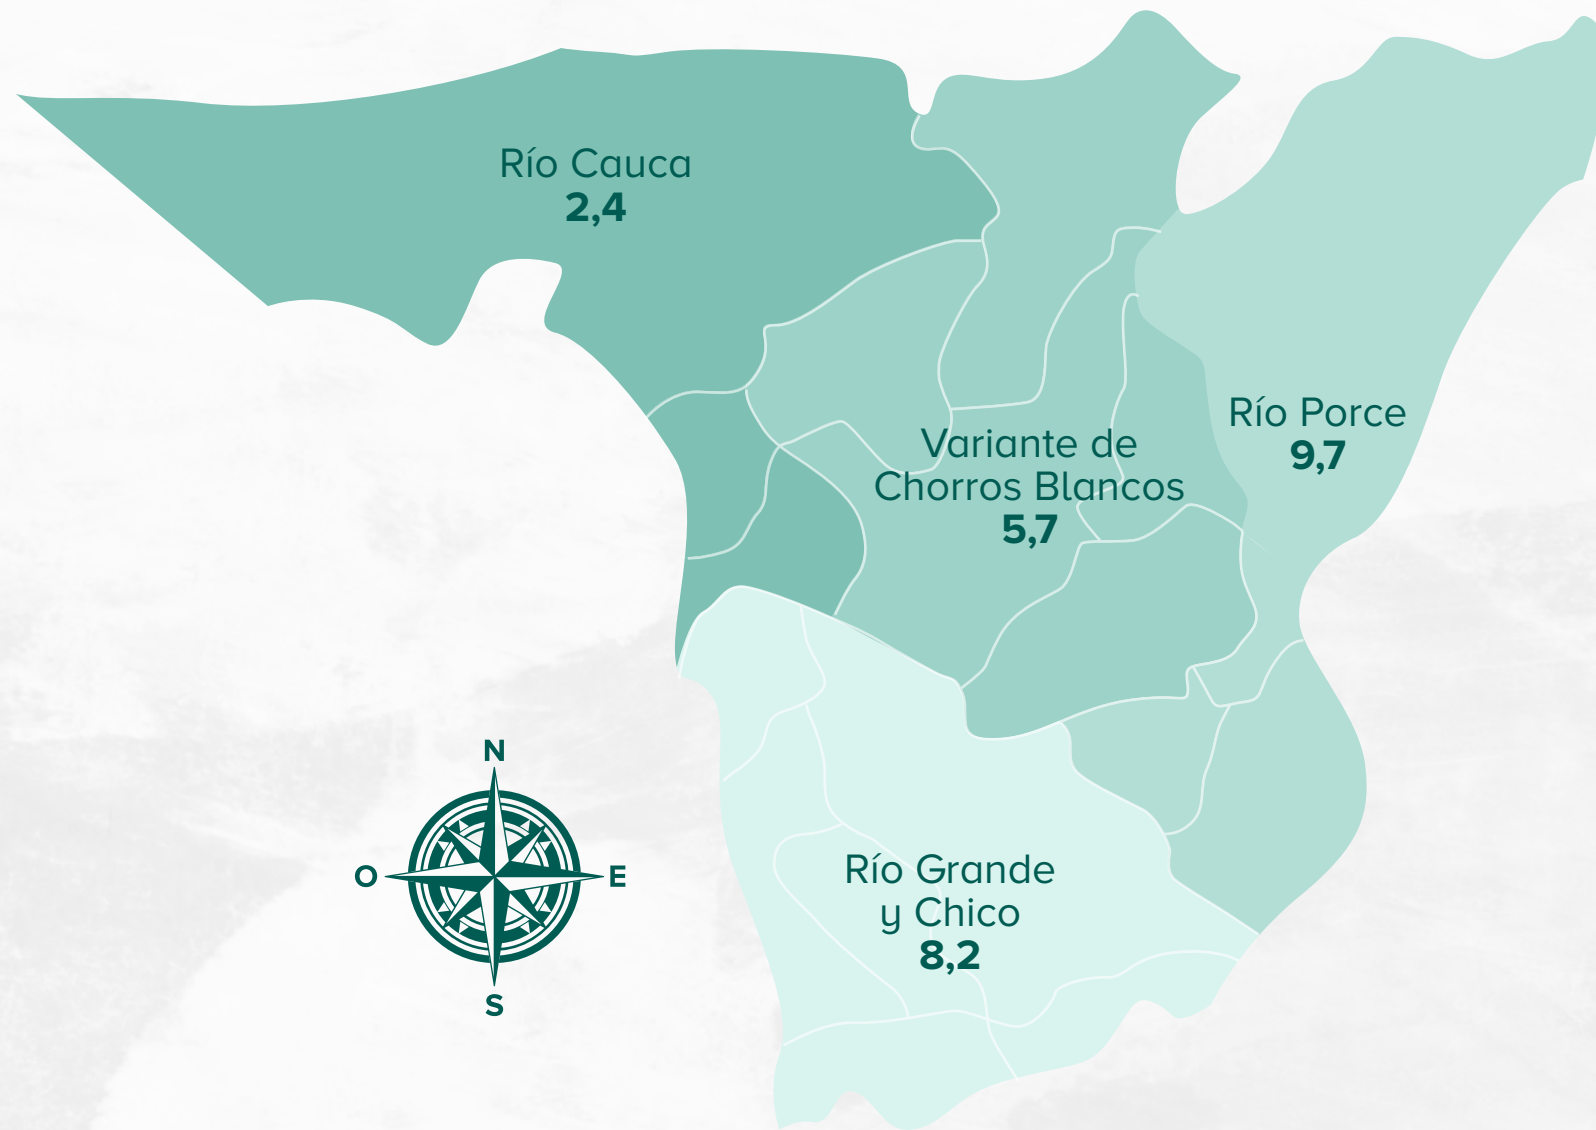 Río Cauca
2,4
Río Porce
9,7
Variante de
Chorros Blancos
5,7
Río Grande
y Chico
8,2
N
O
E
S